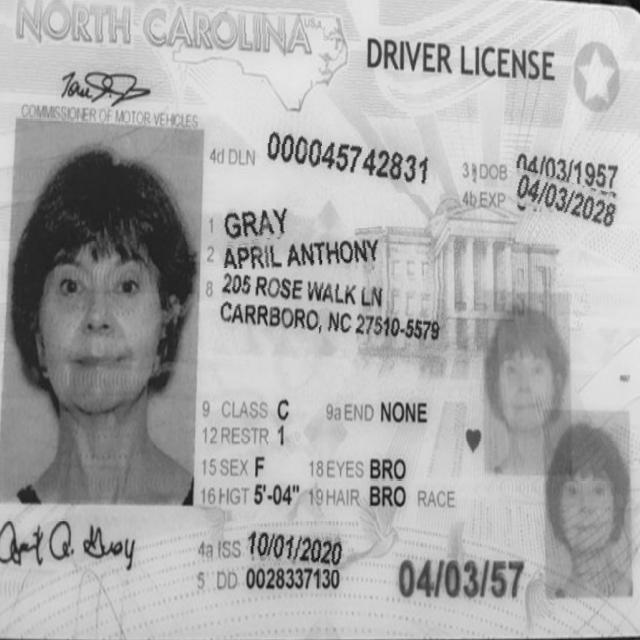 NORTH CAROLINA USA
DRIVER LICENSE
COMMISSIONER OF MOTOR VEHICLES
4d DLN 000045742831
3 DOB 04/03/1957
4b EXP 04/03/2028
1 GRAY
2 APRIL ANTHONY
8 205 ROSE WALK LN
CARRBORO, NC 27510-5579
9 CLASS C 9a END NONE
12 RESTR 1
15 SEX F 18 EYES BRO
16 HGT 5'-04" 19 HAIR BRO RACE
4a ISS 10/01/2020
5 DD 0028337130
04/03/57